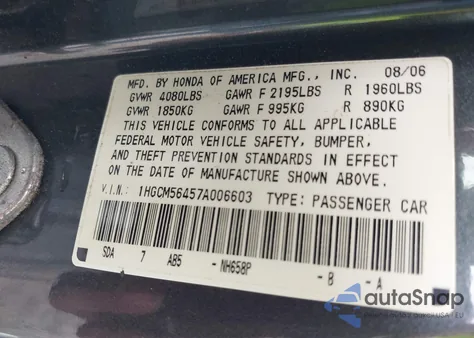 MFD. BY HONDA OF AMERICA MFG., INC. 08/06
GVWR 4080LBS GAWR F 2195LBS R 1960LBS
GVWR 1850KG GAWR F 995KG R 890KG
THIS VEHICLE CONFORMS TO ALL APPLICABLE
FEDERAL MOTOR VEHICLE SAFETY, BUMPER,
AND THEFT PREVENTION STANDARDS IN EFFECT
ON THE DATE OF MANUFACTURE SHOWN ABOVE.
V.I.N: 1HGCM56457A006603 TYPE: PASSENGER CAR
SDA 7 AB5 -NH658P -B -A
autoSnap